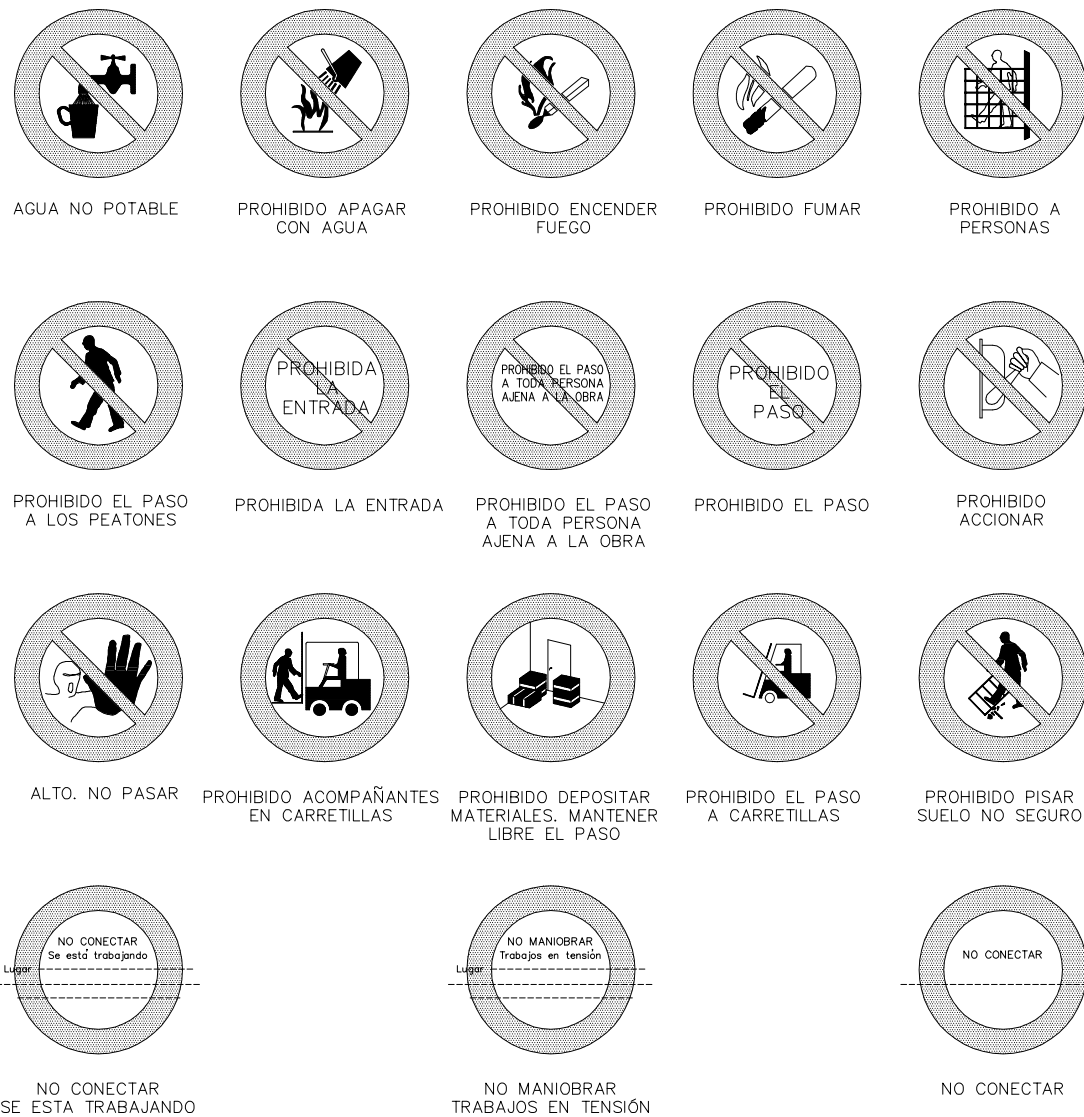 AGUA NO POTABLE
PROHIBIDO APAGAR
CON AGUA
PROHIBIDO ENCENDER
FUEGO
PROHIBIDO FUMAR
PROHIBIDO A
PERSONAS
PROHIBIDA
LA
ENTRADA
PROHIBIDO EL PASO
A TODA PERSONA
AJENA A LA OBRA
PROHIBIDO
EL
PASO
PROHIBIDO EL PASO
A LOS PEATONES
PROHIBIDA LA ENTRADA
PROHIBIDO EL PASO
A TODA PERSONA
AJENA A LA OBRA
PROHIBIDO EL PASO
PROHIBIDO
ACCIONAR
ALTO. NO PASAR
PROHIBIDO ACOMPAÑANTES
EN CARRETILLAS
PROHIBIDO DEPOSITAR
MATERIALES. MANTENER
LIBRE EL PASO
PROHIBIDO EL PASO
A CARRETILLAS
PROHIBIDO PISAR
SUELO NO SEGURO
NO CONECTAR
Se está trabajando
Lugar
NO MANIOBRAR
Trabajos en tensión
Lugar
NO CONECTAR
NO CONECTAR
SE ESTA TRABAJANDO
NO MANIOBRAR
TRABAJOS EN TENSIÓN
NO CONECTAR